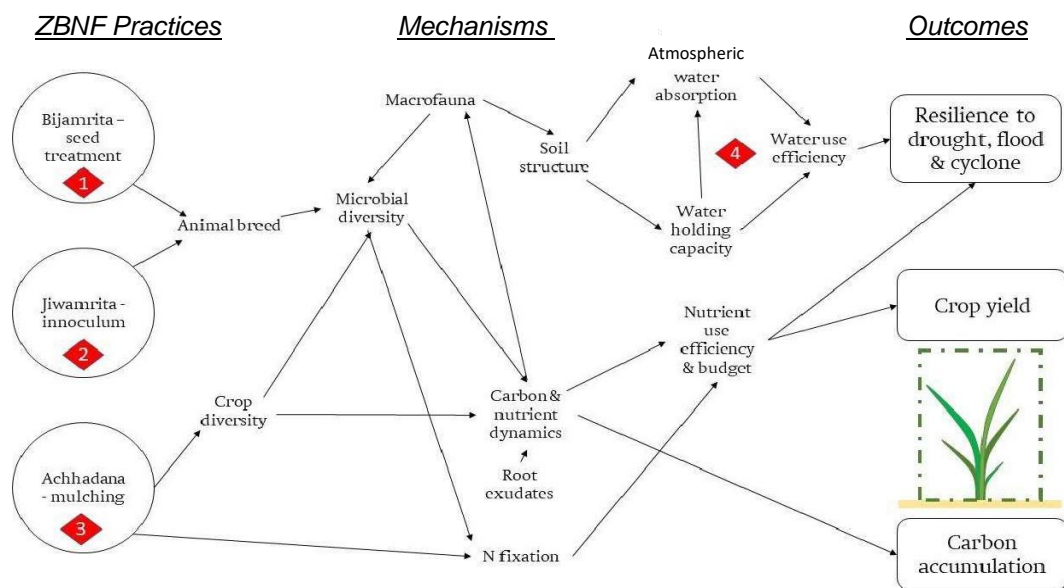 ZBNF Practices
Mechanisms
Outcomes
Bijamrita –
seed
treatment
1
Jiwamrita -
innoculum
2
Achhadana
- mulching
3
Animal breed
Crop
diversity
Macrofauna
Microbial
diversity
Carbon &
nutrient
dynamics
Root
exudates
N fixation
Soil
structure
Atmospheric
water
absorption
Water
holding
capacity
4
Water use
efficiency
Nutrient
use
efficiency
& budget
Resilience to
drought, flood
& cyclone
Crop yield
Carbon
accumulation